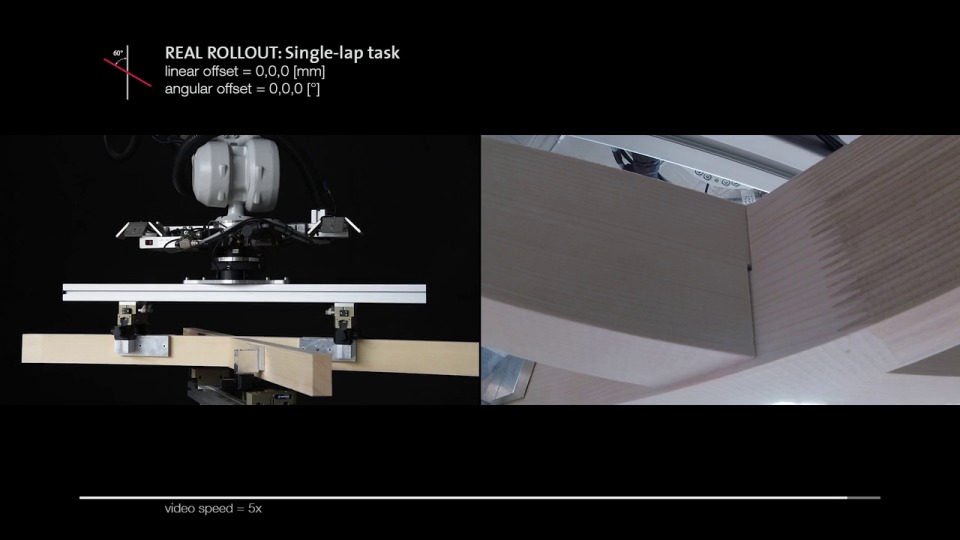 60°
REAL ROLLOUT: Single-lap task
linear offset = 0,0,0 [mm]
angular offset = 0,0,0 [°]
video speed = 5x